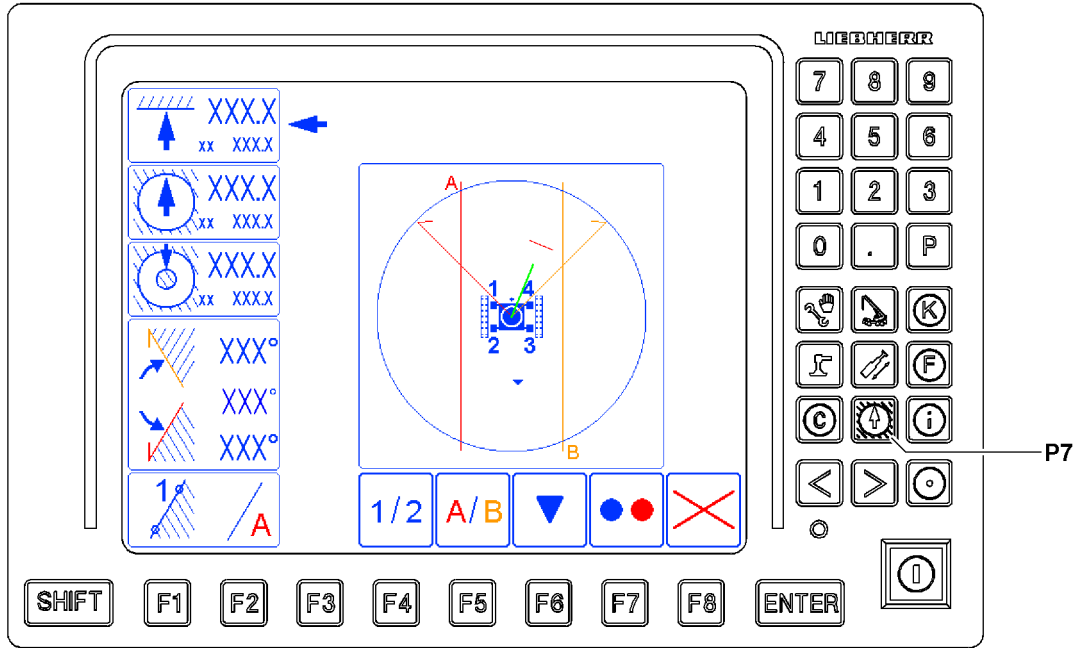 LIEBHERR
XXX.X
xx XXX.X
XXX.X
xx XXX.X
XXX.X
xx XXX.X
XXX°
XXX°
XXX°
1
A
A
B
1 4
2 3
1/2
A/B
7 8 9
4 5 6
1 2 3
0 . P
K
F
C
i
P7
< >
SHIFT F1 F2 F3 F4 F5 F6 F7 F8 ENTER